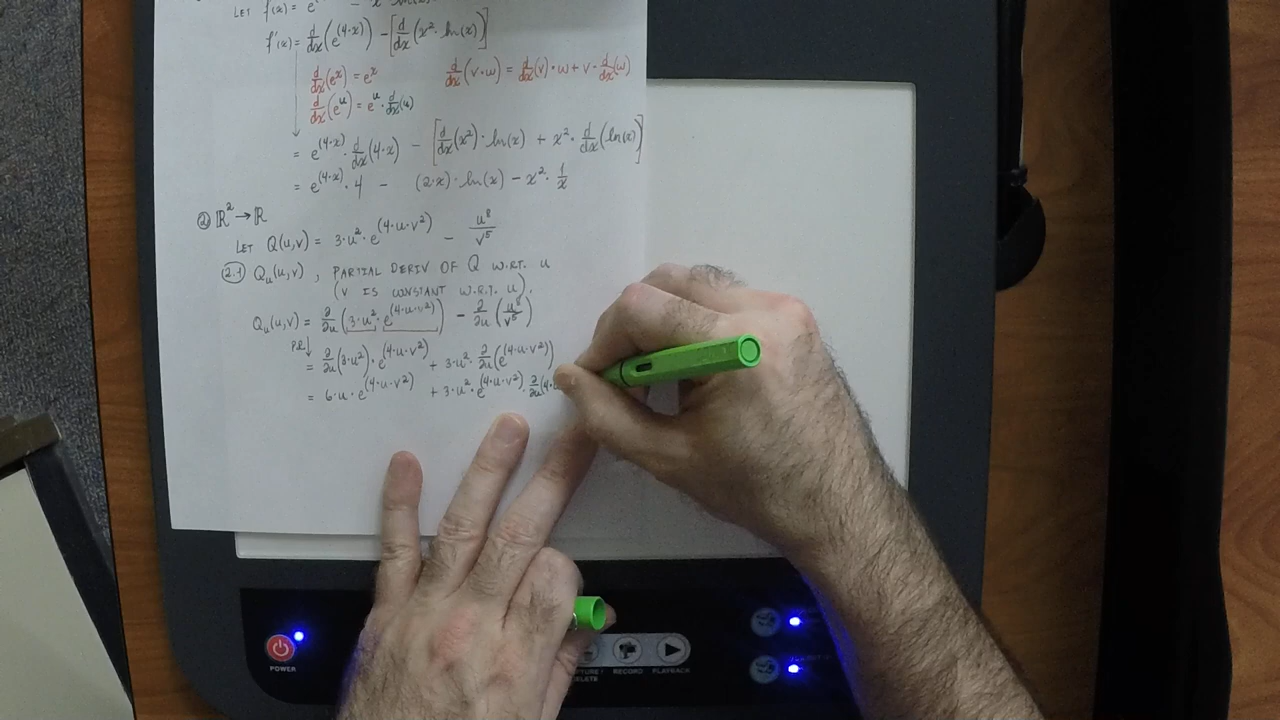 LET f(x) = e
f'(x) = d/dx(e^(4·x)) - [d/dx(x²·ln(x)]
d/dx(e^x) = e^x
d/dx(v·w) = d/dx(v)·w + v·d/dx(w)
d/dx(e^u) = e^u·d/dx(u)
= e^(4·x)·d/dx(4·x) - [d/dx(x²)·ln(x) + x²·d/dx(ln(x)]
= e^(4·x)·4 - (2·x)·ln(x) - x²·1/x
② ℝ² → ℝ
LET Q(u,v) = 3·u²·e^(4·u·v²) - u⁸/v⁵
2.1 Q_u(u,v), PARTIAL DERIV OF Q W.R.T. u
(v IS CONSTANT W.R.T. u).
Q_u(u,v) = ∂/∂u(3·u²·e^(4·u·v²)) - ∂/∂u(u⁸/v⁵)
P.R↓
= ∂/∂u(3·u²)·e^(4·u·v²) + 3·u²·∂/∂u(e^(4·u·v²))
= 6·u·e^(4·u·v²) + 3·u²·e^(4·u·v²)·∂/∂u(4·
POWER
RECORD
PLAYBACK